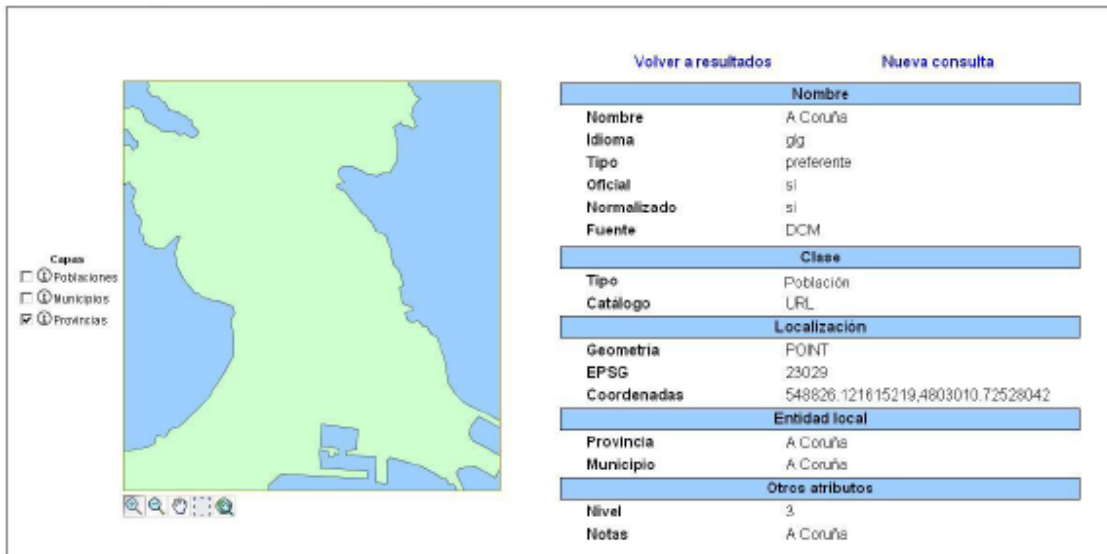 Volver a resultados Nueva consulta
Capas
Poblaciones
Municipios
Provincias
Nombre
Nombre A Coruña
Idioma glg
Tipo preferente
Oficial si
Normalizado si
Fuente DCM
Clase
Tipo Población
Catálogo URL
Localización
Geometría POINT
EPSG 23029
Coordenadas 548826.121615219,4803010.72528042
Entidad local
Provincia A Coruña
Municipio A Coruña
Otros atributos
Nivel 3
Notas A Coruña